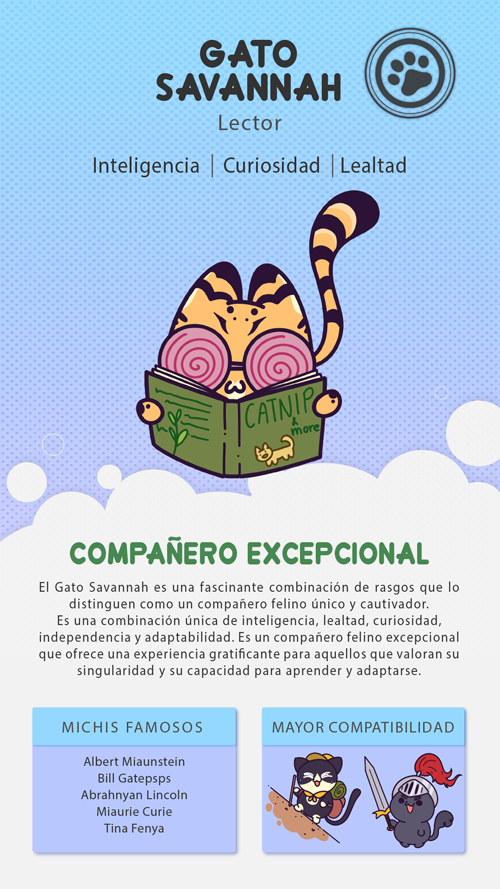 GATO
SAVANNAH
Lector
Inteligencia | Curiosidad | Lealtad
CATNIP
& more
COMPAÑERO EXCEPCIONAL
El Gato Savannah es una fascinante combinación de rasgos que lo
distinguen como un compañero felino único y cautivador.
Es una combinación única de inteligencia, lealtad, curiosidad,
independencia y adaptabilidad. Es un compañero felino excepcional
que ofrece una experiencia gratificante para aquellos que valoran su
singularidad y su capacidad para aprender y adaptarse.
MICHIS FAMOSOS
Albert Miaunstein
Bill Gatepsps
Abrahnyan Lincoln
Miaurie Curie
Tina Fenya
MAYOR COMPATIBILIDAD